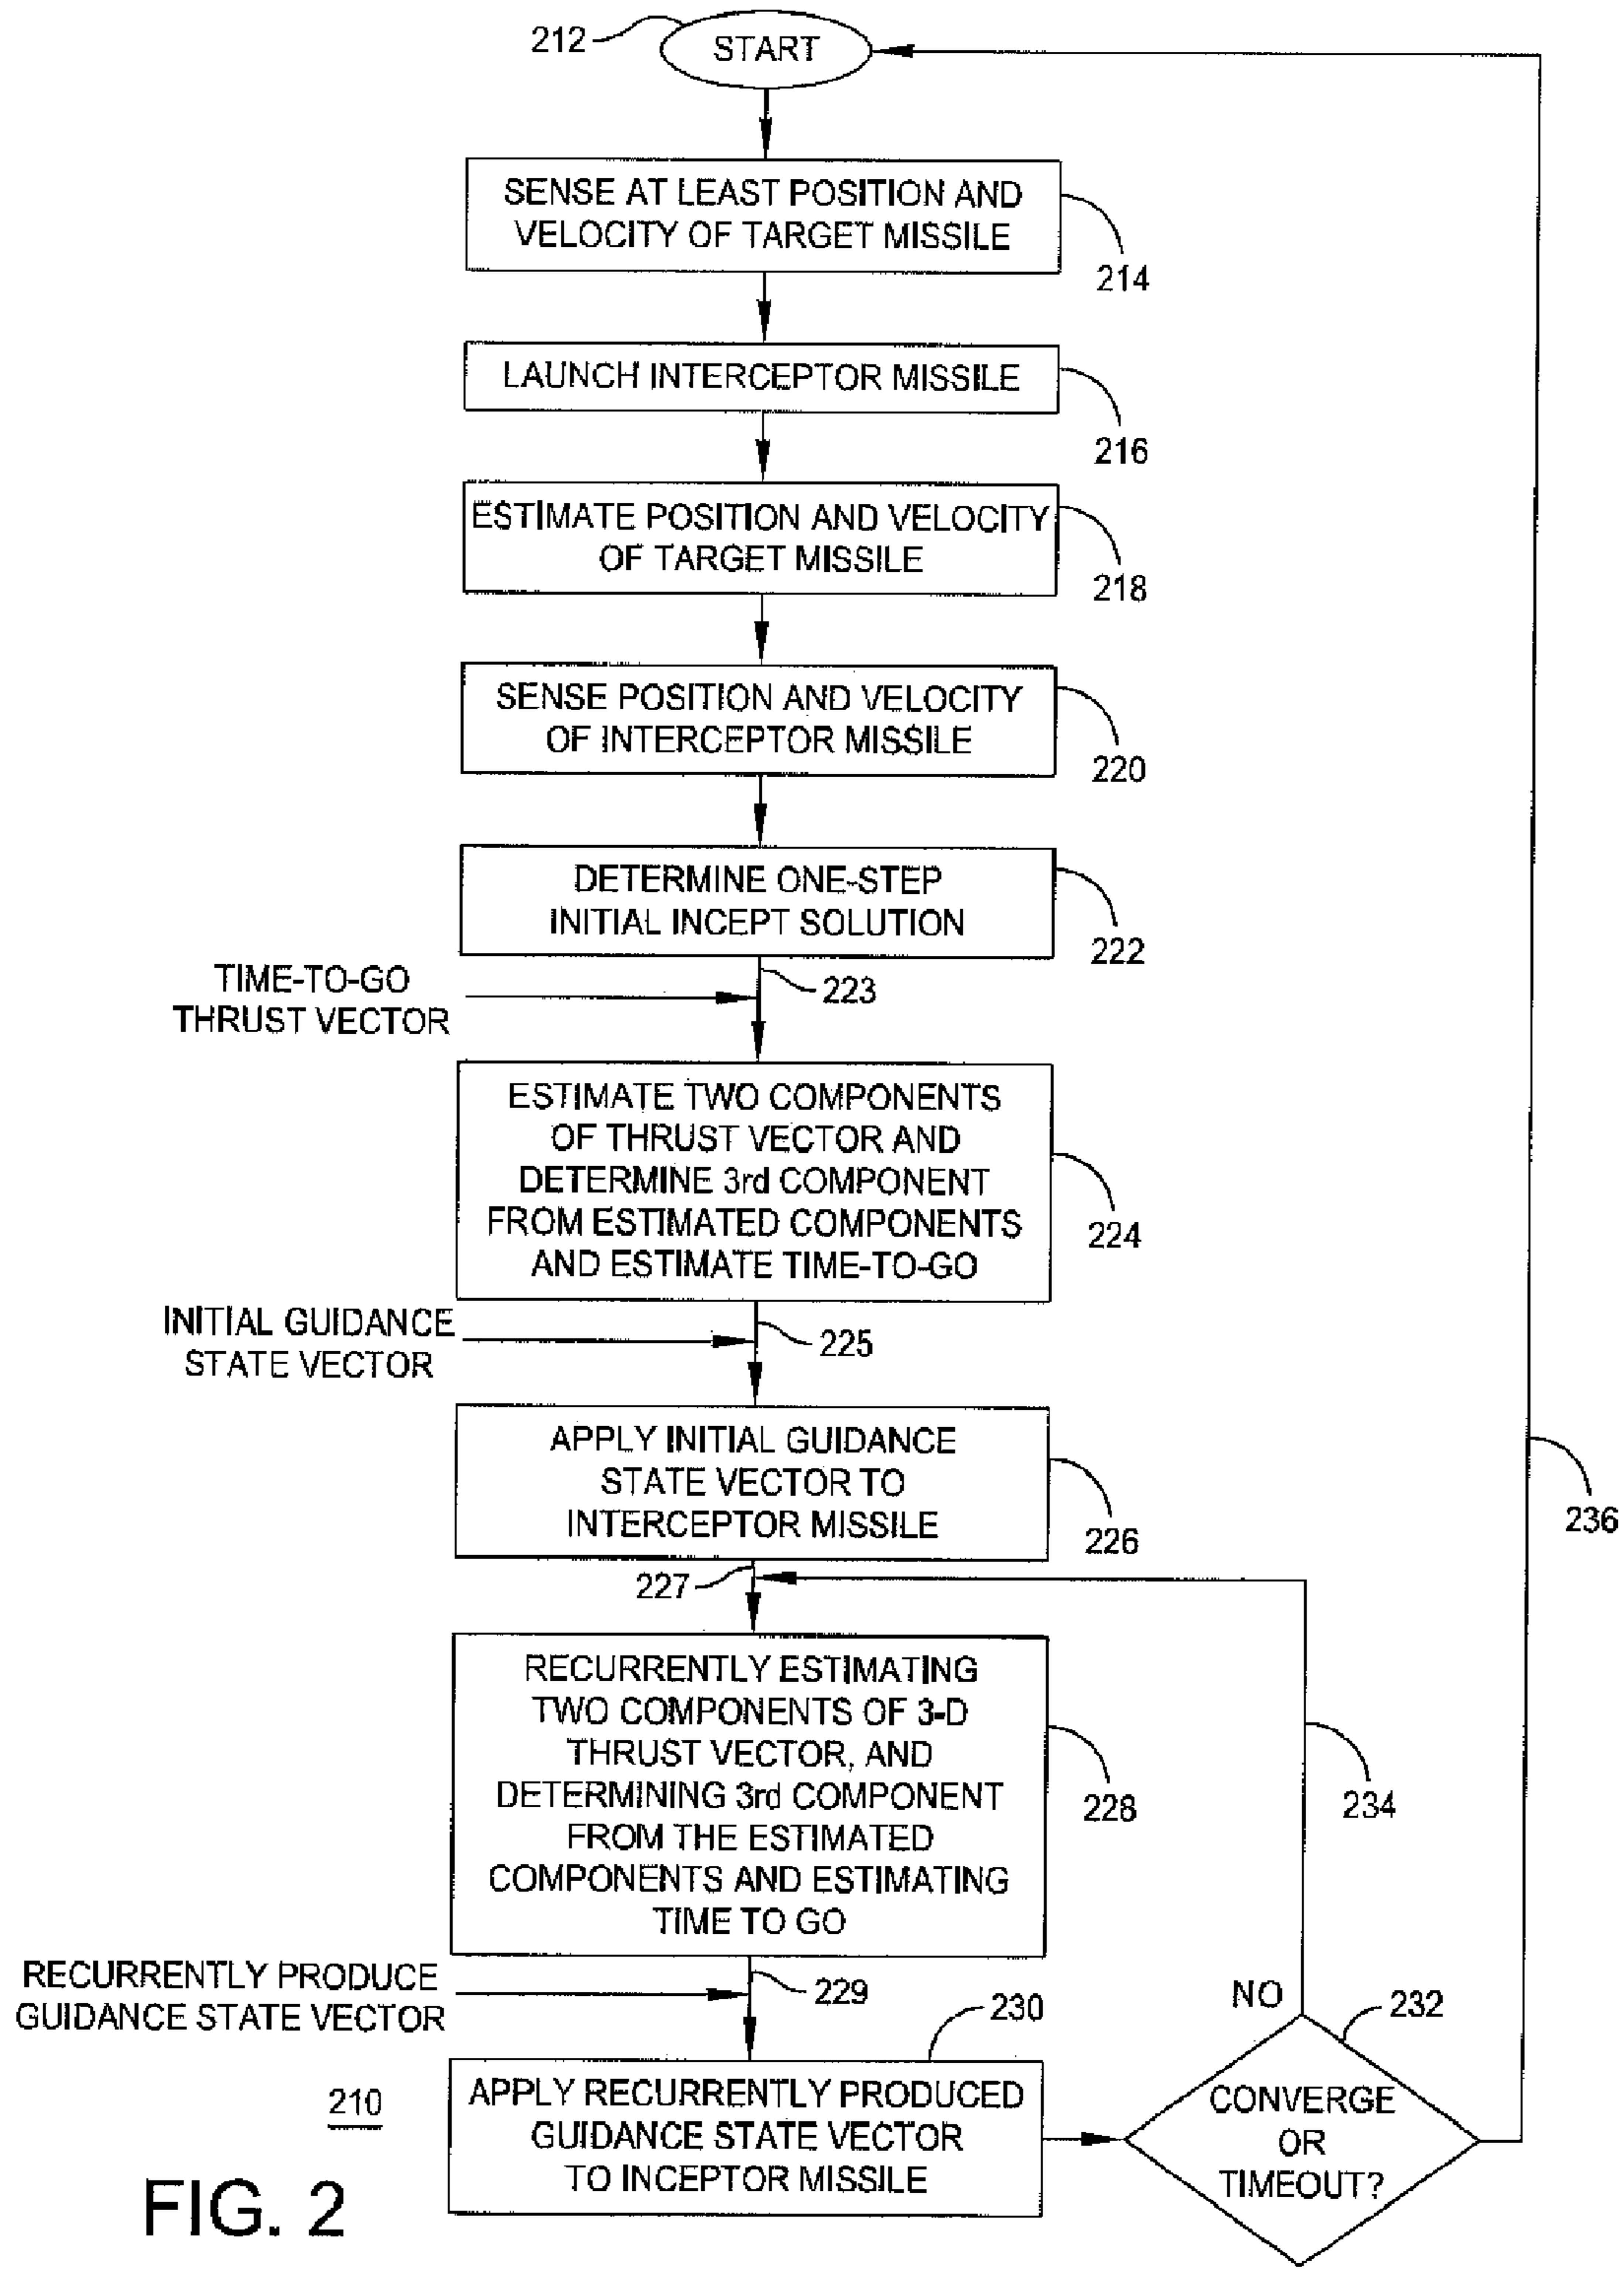 212
START
SENSE AT LEAST POSITION AND
VELOCITY OF TARGET MISSILE
214
LAUNCH INTERCEPTOR MISSILE
216
ESTIMATE POSITION AND VELOCITY
OF TARGET MISSILE
218
SENSE POSITION AND VELOCITY
OF INTERCEPTOR MISSILE
220
DETERMINE ONE-STEP
INITIAL INCEPT SOLUTION
222
TIME-TO-GO
THRUST VECTOR
223
ESTIMATE TWO COMPONENTS
OF THRUST VECTOR AND
DETERMINE 3rd COMPONENT
FROM ESTIMATED COMPONENTS
AND ESTIMATE TIME-TO-GO
224
INITIAL GUIDANCE
STATE VECTOR
225
APPLY INITIAL GUIDANCE
STATE VECTOR TO
INTERCEPTOR MISSILE
226
236
227
RECURRENTLY ESTIMATING
TWO COMPONENTS OF 3-D
THRUST VECTOR, AND
DETERMINING 3rd COMPONENT
FROM THE ESTIMATED
COMPONENTS AND ESTIMATING
TIME TO GO
228
234
RECURRENTLY PRODUCE
GUIDANCE STATE VECTOR
229
230
NO
232
APPLY RECURRENTLY PRODUCED
GUIDANCE STATE VECTOR
TO INCEPTOR MISSILE
CONVERGE
OR
TIMEOUT?
210
FIG. 2